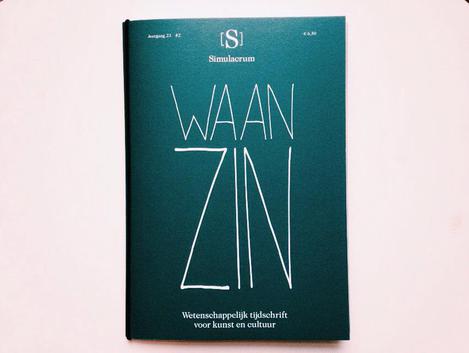 Jaargang 23 #2
[S]
€ 6,50
Simulacrum
WAAN
ZIN
Wetenschappelijk tijdschrift
voor kunst en cultuur